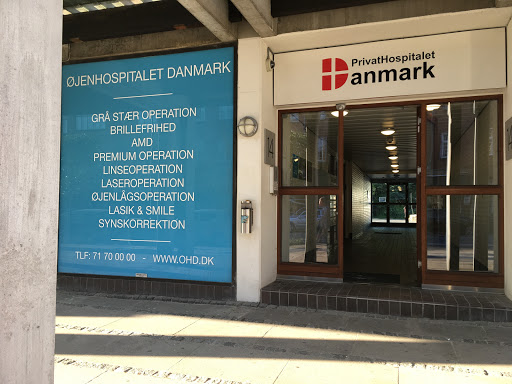 ØJENHOSPITALET DANMARK
GRÅ STÆR OPERATION
BRILLEFRIHED
AMD
PREMIUM OPERATION
LINSEOPERATION
LASEROPERATION
ØJENLÅGSOPERATION
LASIK & SMILE
SYNSKORREKTION
TLF: 71 70 00 00 - WWW.OHD.DK
PrivatHospitalet
Danmark
14